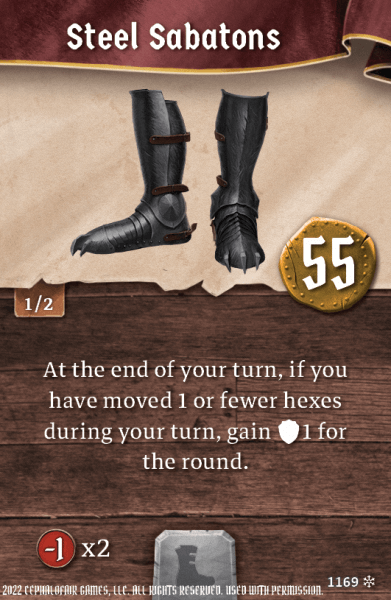 Steel Sabatons
55
1/2
At the end of your turn, if you
have moved 1 or fewer hexes
during your turn, gain 1 for
the round.
-1 x2
1169
2022 CEPHALOFAIR GAMES, LLC. ALL RIGHTS RESERVED. USED WITH PERMISSION.